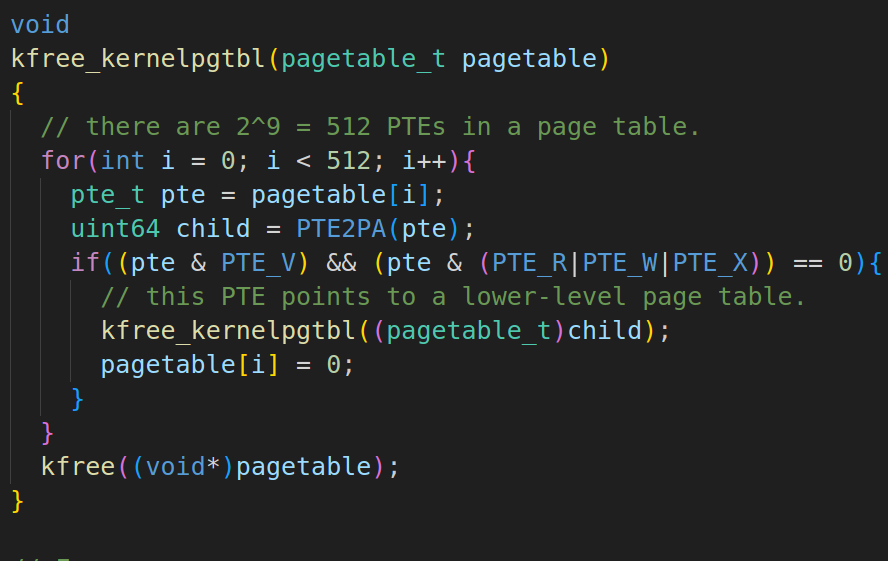 void
kfree_kernelpgtbl(pagetable_t pagetable)
{
  // there are 2^9 = 512 PTEs in a page table.
  for(int i = 0; i < 512; i++){
    pte_t pte = pagetable[i];
    uint64 child = PTE2PA(pte);
    if((pte & PTE_V) && (pte & (PTE_R|PTE_W|PTE_X)) == 0){
      // this PTE points to a lower-level page table.
      kfree_kernelpgtbl((pagetable_t)child);
      pagetable[i] = 0;
    }
  }
  kfree((void*)pagetable);
}